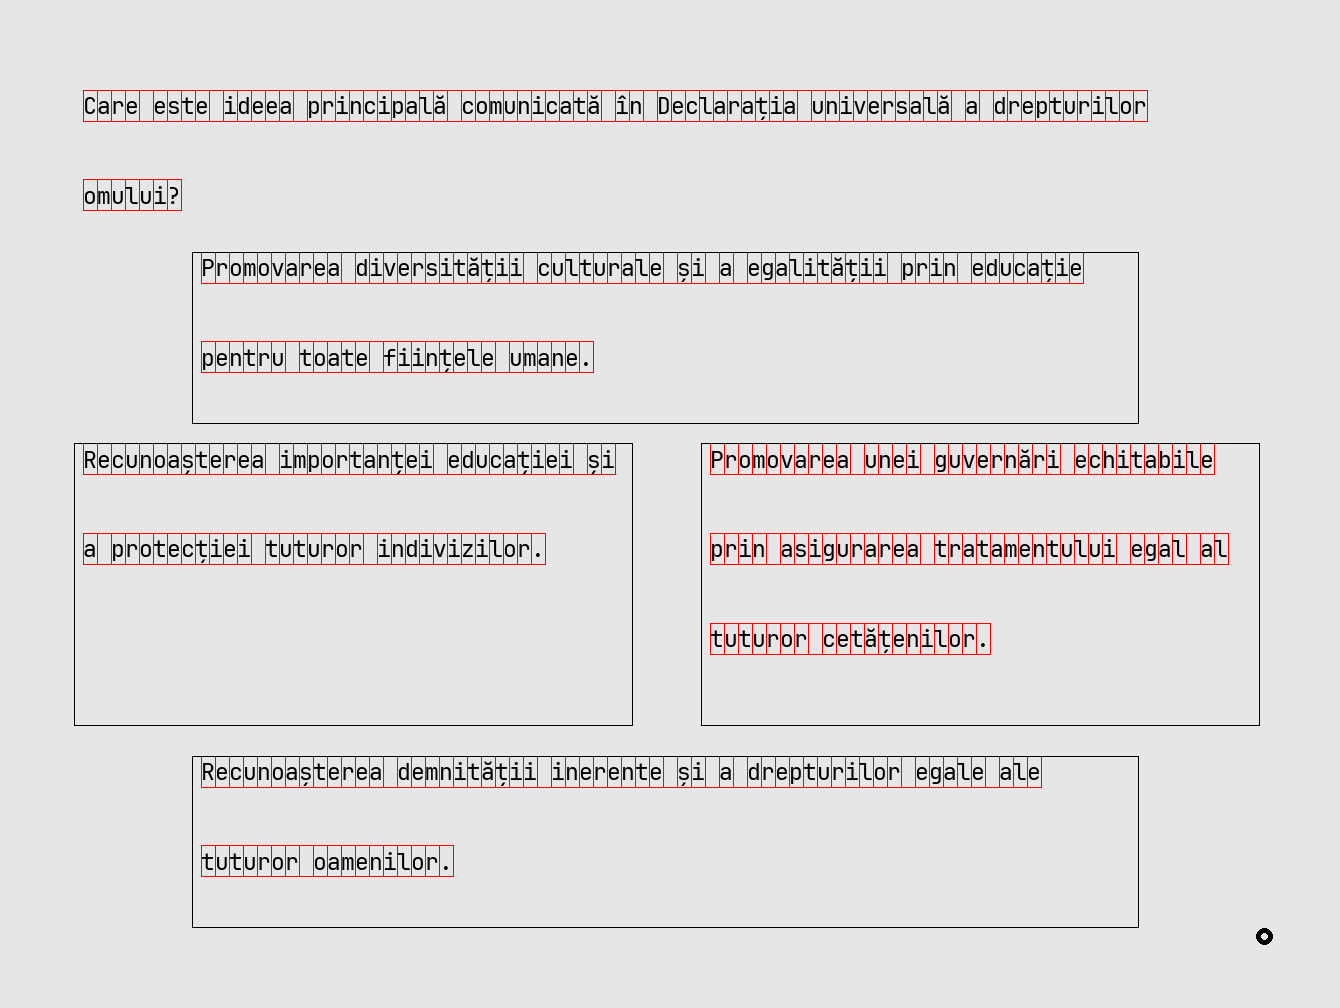 Care este ideea principală comunicată în Declarația universală a drepturilor
omului?
Promovarea diversității culturale și a egalității prin educație
pentru toate ființele umane.
Recunoașterea importanței educației și
a protecției tuturor indivizilor.
Promovarea unei guvernări echitabile
prin asigurarea tratamentului egal al
tuturor cetățenilor.
Recunoașterea demnității inerente și a drepturilor egale ale
tuturor oamenilor.